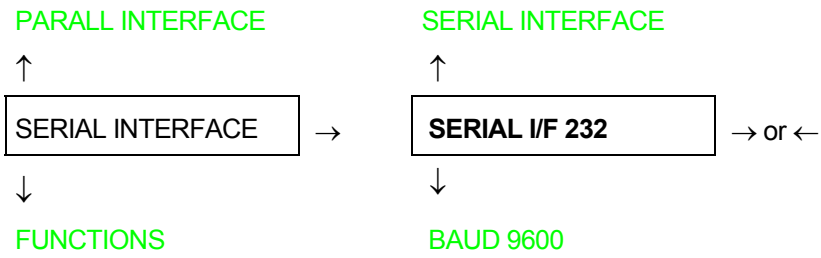 PARALL INTERFACE SERIAL INTERFACE
↑ ↑
SERIAL INTERFACE → SERIAL I/F 232 → or ←
↓ ↓
FUNCTIONS BAUD 9600